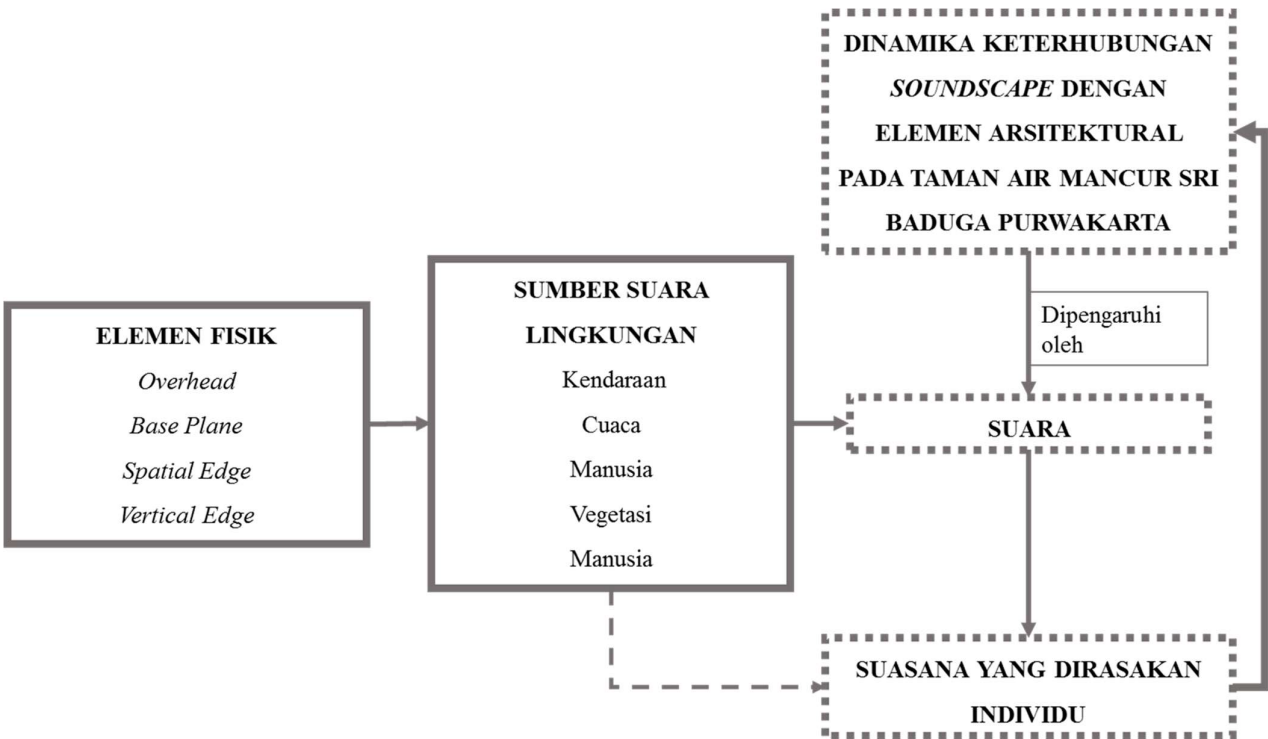 DINAMIKA KETERHUBUNGAN
SOUNDSCAPE DENGAN
ELEMEN ARSITEKTURAL
PADA TAMAN AIR MANCUR SRI
BADUGA PURWAKARTA
Dipengaruhi
oleh
ELEMEN FISIK
Overhead
Base Plane
Spatial Edge
Vertical Edge
SUMBER SUARA
LINGKUNGAN
Kendaraan
Cuaca
Manusia
Vegetasi
Manusia
SUARA
SUASANA YANG DIRASAKAN
INDIVIDU